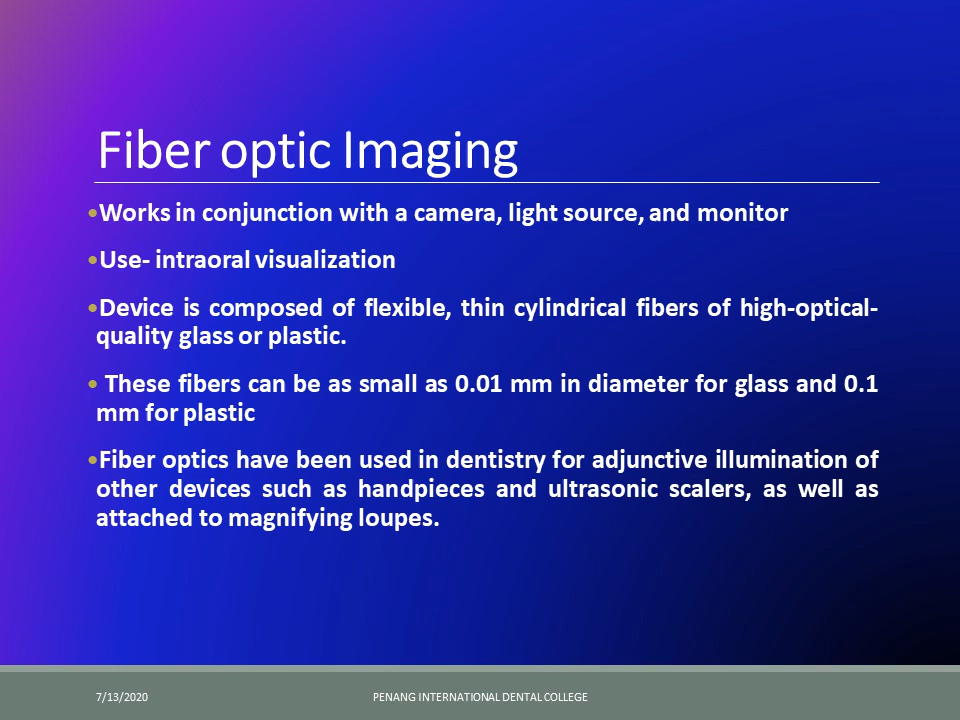 Fiber optic Imaging
•Works in conjunction with a camera, light source, and monitor
•Use- intraoral visualization
•Device is composed of flexible, thin cylindrical fibers of high-optical-
quality glass or plastic.
• These fibers can be as small as 0.01 mm in diameter for glass and 0.1
mm for plastic
•Fiber optics have been used in dentistry for adjunctive illumination of
other devices such as handpieces and ultrasonic scalers, as well as
attached to magnifying loupes.
7/13/2020
PENANG INTERNATIONAL DENTAL COLLEGE